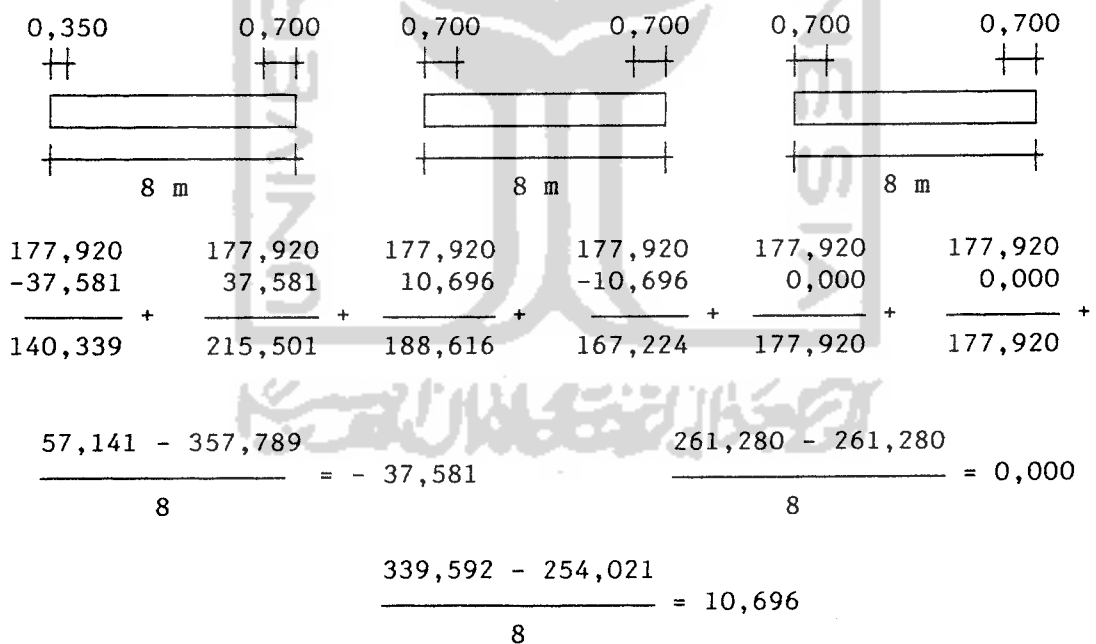 0,350 0,700 0,700 0,700 0,700 0,700
8 m 8 m 8 m
177,920 177,920 177,920 177,920 177,920 177,920
-37,581 37,581 10,696 -10,696 0,000 0,000
+ + + + + +
140,339 215,501 188,616 167,224 177,920 177,920
57,141 - 357,789 261,280 - 261,280
= - 37,581 = 0,000
8 8
339,592 - 254,021
= 10,696
8